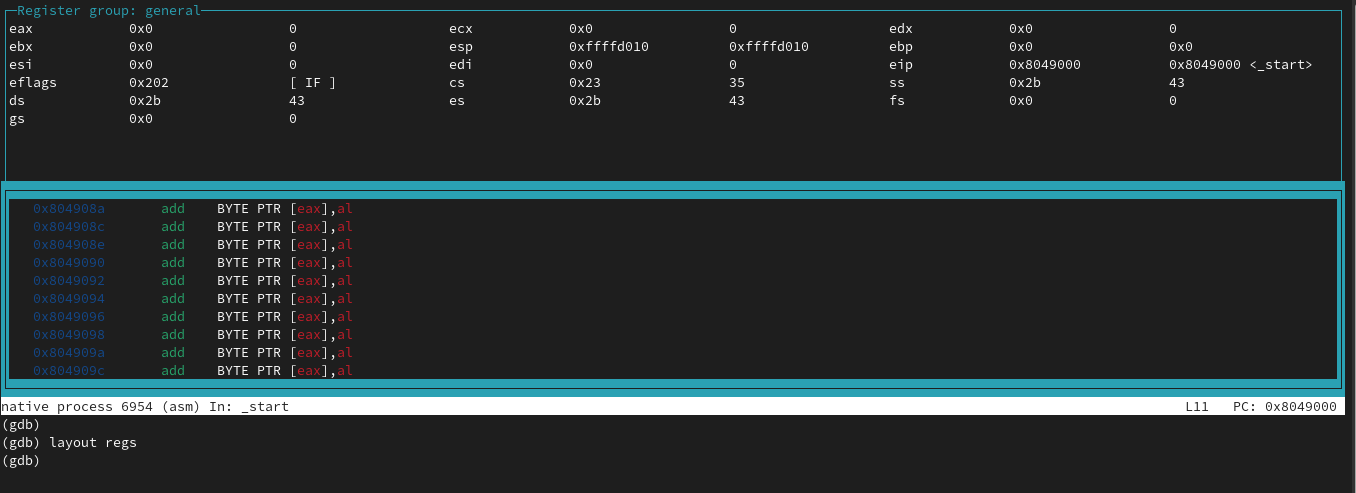 Register group: general
eax 0x0 0 ecx 0x0 0 edx 0x0 0
ebx 0x0 0 esp 0xffffd010 0xffffd010 ebp 0x0 0x0
esi 0x0 0 edi 0x0 0 eip 0x8049000 0x8049000 <_start>
eflags 0x202 [ IF ] cs 0x23 35 ss 0x2b 43
ds 0x2b 43 es 0x2b 43 fs 0x0 0
gs 0x0 0
0x804908a add BYTE PTR [eax],al
0x804908c add BYTE PTR [eax],al
0x804908e add BYTE PTR [eax],al
0x8049090 add BYTE PTR [eax],al
0x8049092 add BYTE PTR [eax],al
0x8049094 add BYTE PTR [eax],al
0x8049096 add BYTE PTR [eax],al
0x8049098 add BYTE PTR [eax],al
0x804909a add BYTE PTR [eax],al
0x804909c add BYTE PTR [eax],al
native process 6954 (asm) In: _start L11 PC: 0x8049000
(gdb)
(gdb) layout regs
(gdb)